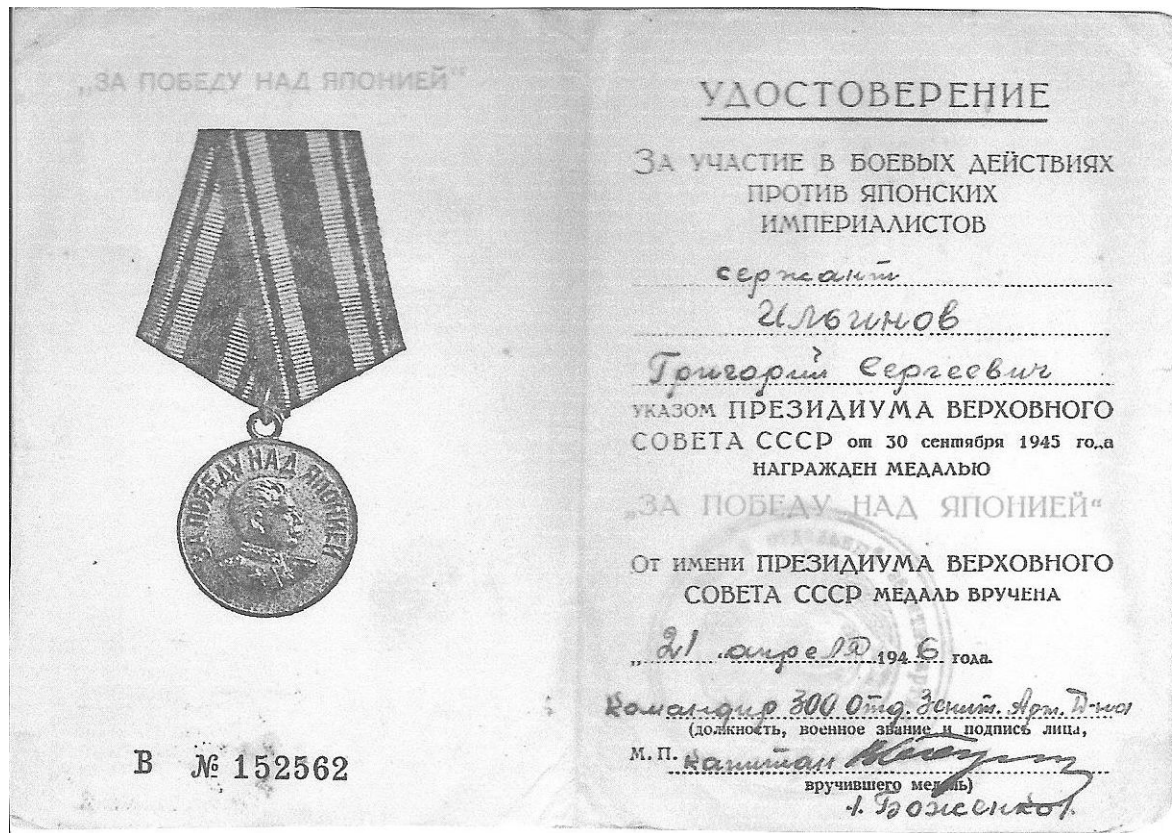 „ЗА ПОБЕДУ НАД ЯПОНИЕЙ"
ЗА ПОБЕДУ НАД ЯПОНИЕЙ
В № 152562
УДОСТОВЕРЕНИЕ
ЗА УЧАСТИЕ В БОЕВЫХ ДЕЙСТВИЯХ
ПРОТИВ ЯПОНСКИХ
ИМПЕРИАЛИСТОВ
сержант
Ильинов
Григорий Сергеевич
УКАЗОМ ПРЕЗИДИУМА ВЕРХОВНОГО
СОВЕТА СССР от 30 сентября 1945 года
НАГРАЖДЕН МЕДАЛЬЮ
„ЗА ПОБЕДУ НАД ЯПОНИЕЙ“
ОТ ИМЕНИ ПРЕЗИДИУМА ВЕРХОВНОГО
СОВЕТА СССР МЕДАЛЬ ВРУЧЕНА
„21 апреля 1946 года.
Командир 300 Отд. Зенит. Арт. Д-на
(должность, военное звание и подпись лица,
М. П. капитан
вручившего медаль)
Боженко